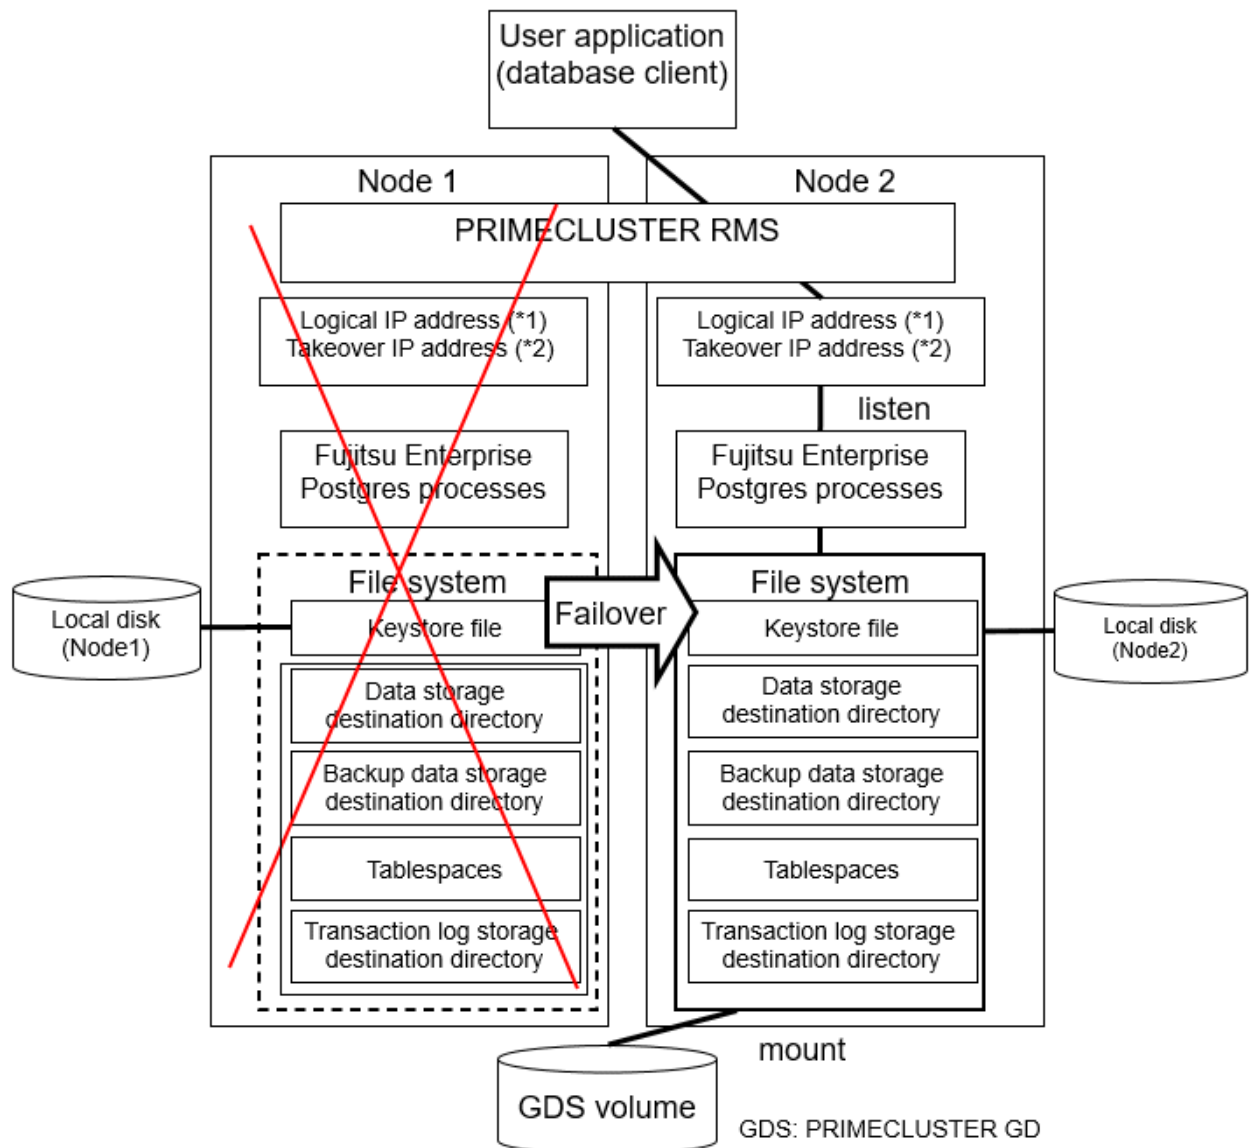 User application
(database client)
Node 1
Node 2
PRIMECLUSTER RMS
Logical IP address (*1)
Takeover IP address (*2)
Logical IP address (*1)
Takeover IP address (*2)
listen
Fujitsu Enterprise
Postgres processes
Fujitsu Enterprise
Postgres processes
File system
File system
Local disk
(Node1)
Keystore file
Failover
Keystore file
Local disk
(Node2)
Data storage
destination directory
Data storage
destination directory
Backup data storage
destination directory
Backup data storage
destination directory
Tablespaces
Tablespaces
Transaction log storage
destination directory
Transaction log storage
destination directory
mount
GDS volume
GDS: PRIMECLUSTER GD